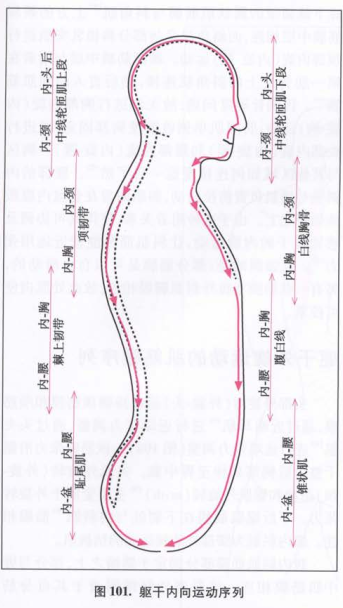 内-颈 内-头 后
中线轮匝肌上段
内-胸 内-颈
项韧带
内-腰 内-胸
棘上韧带
内-盆 内-腰
耻尾肌
内-颈 内-头
中线轮匝肌下段
内-胸 内-颈
白线胸骨
内-腰 内-胸
腹白线
内-盆 内-腰
锥状肌
图 101. 躯干内向运动序列